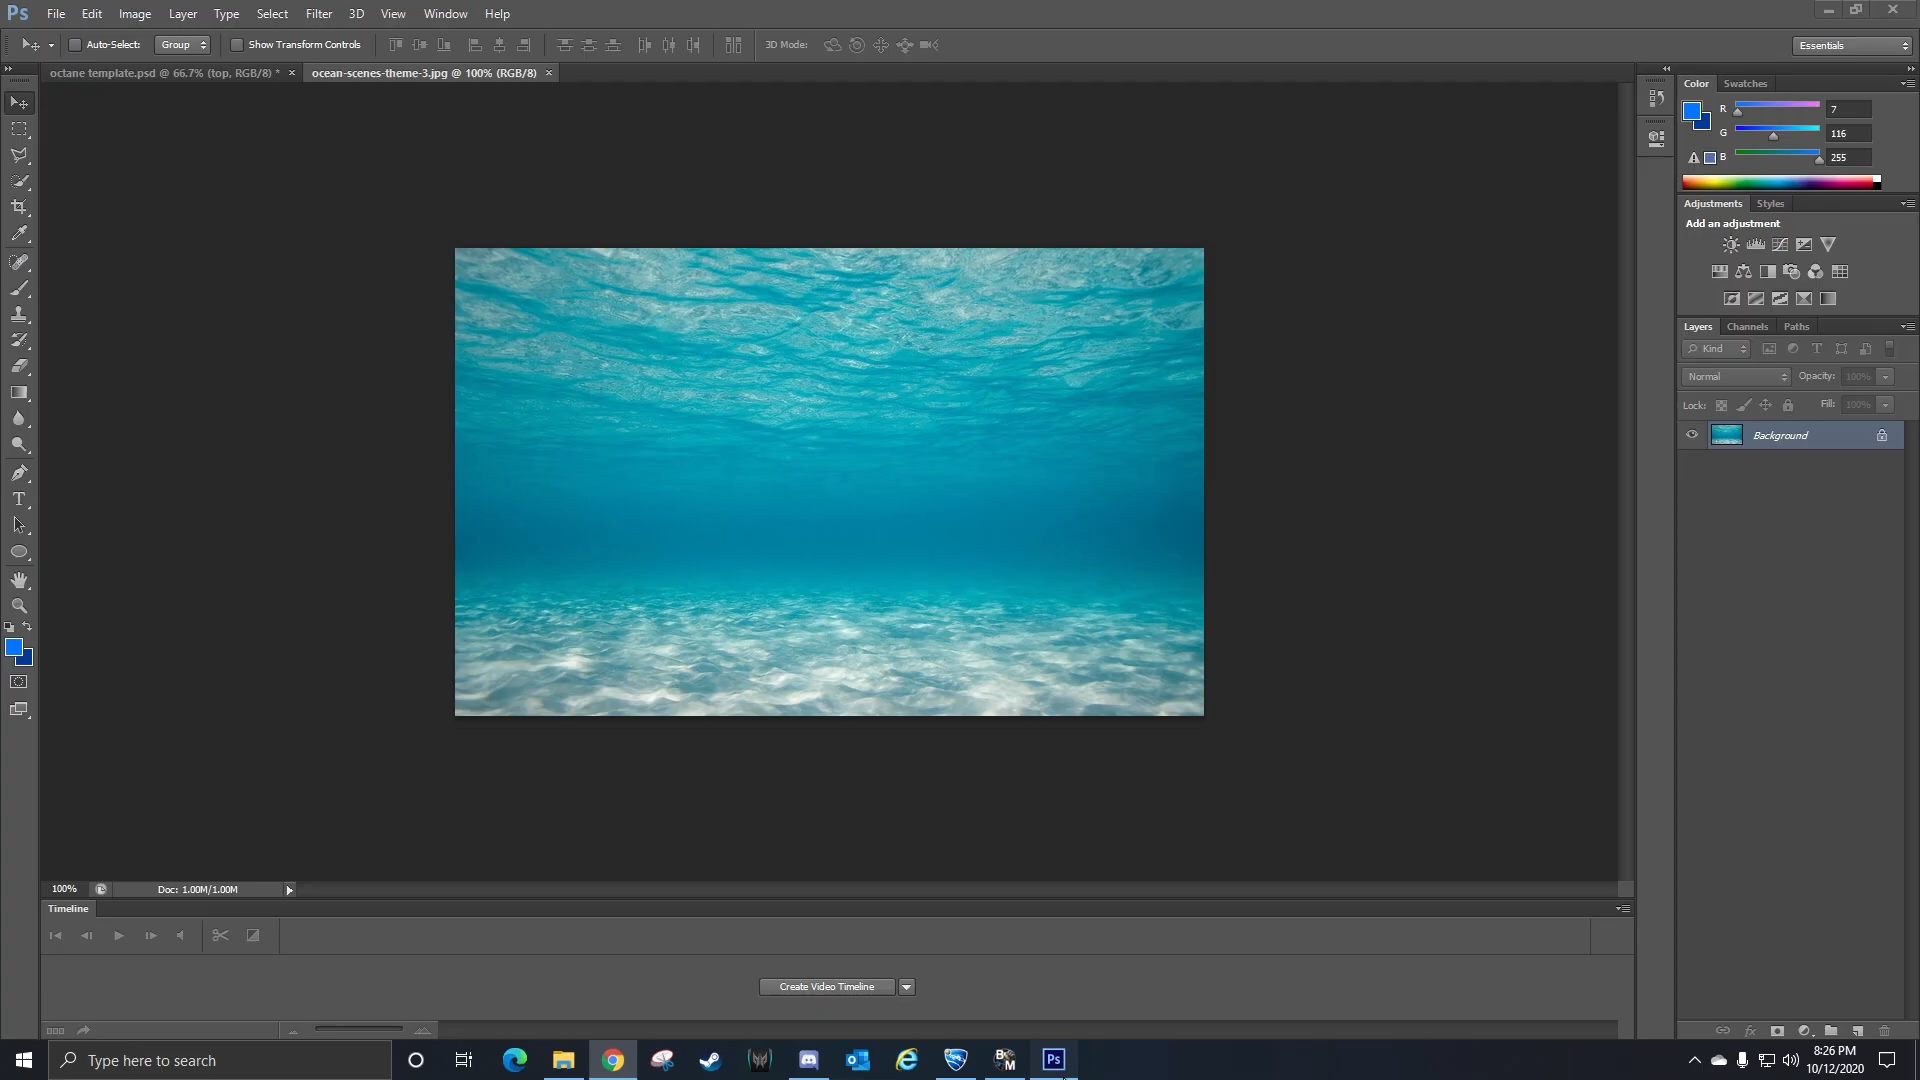 Ps File Edit Image Layer Type Select Filter 3D View Window Help
Auto-Select: Group Show Transform Controls 3D Mode: Essentials
octane template.psd @ 66.7% (top, RGB/8) * × ocean-scenes-theme-3.jpg @ 100% (RGB/8) ×
Color Swatches
R 7
G 116
B 255
Adjustments Styles
Add an adjustment
Layers Channels Paths
Kind
Normal Opacity: 100%
Lock: Fill: 100%
Background
T
100% Doc: 1.00M/1.00M
Timeline
Create Video Timeline
Type here to search
Ps
8:26 PM
10/12/2020